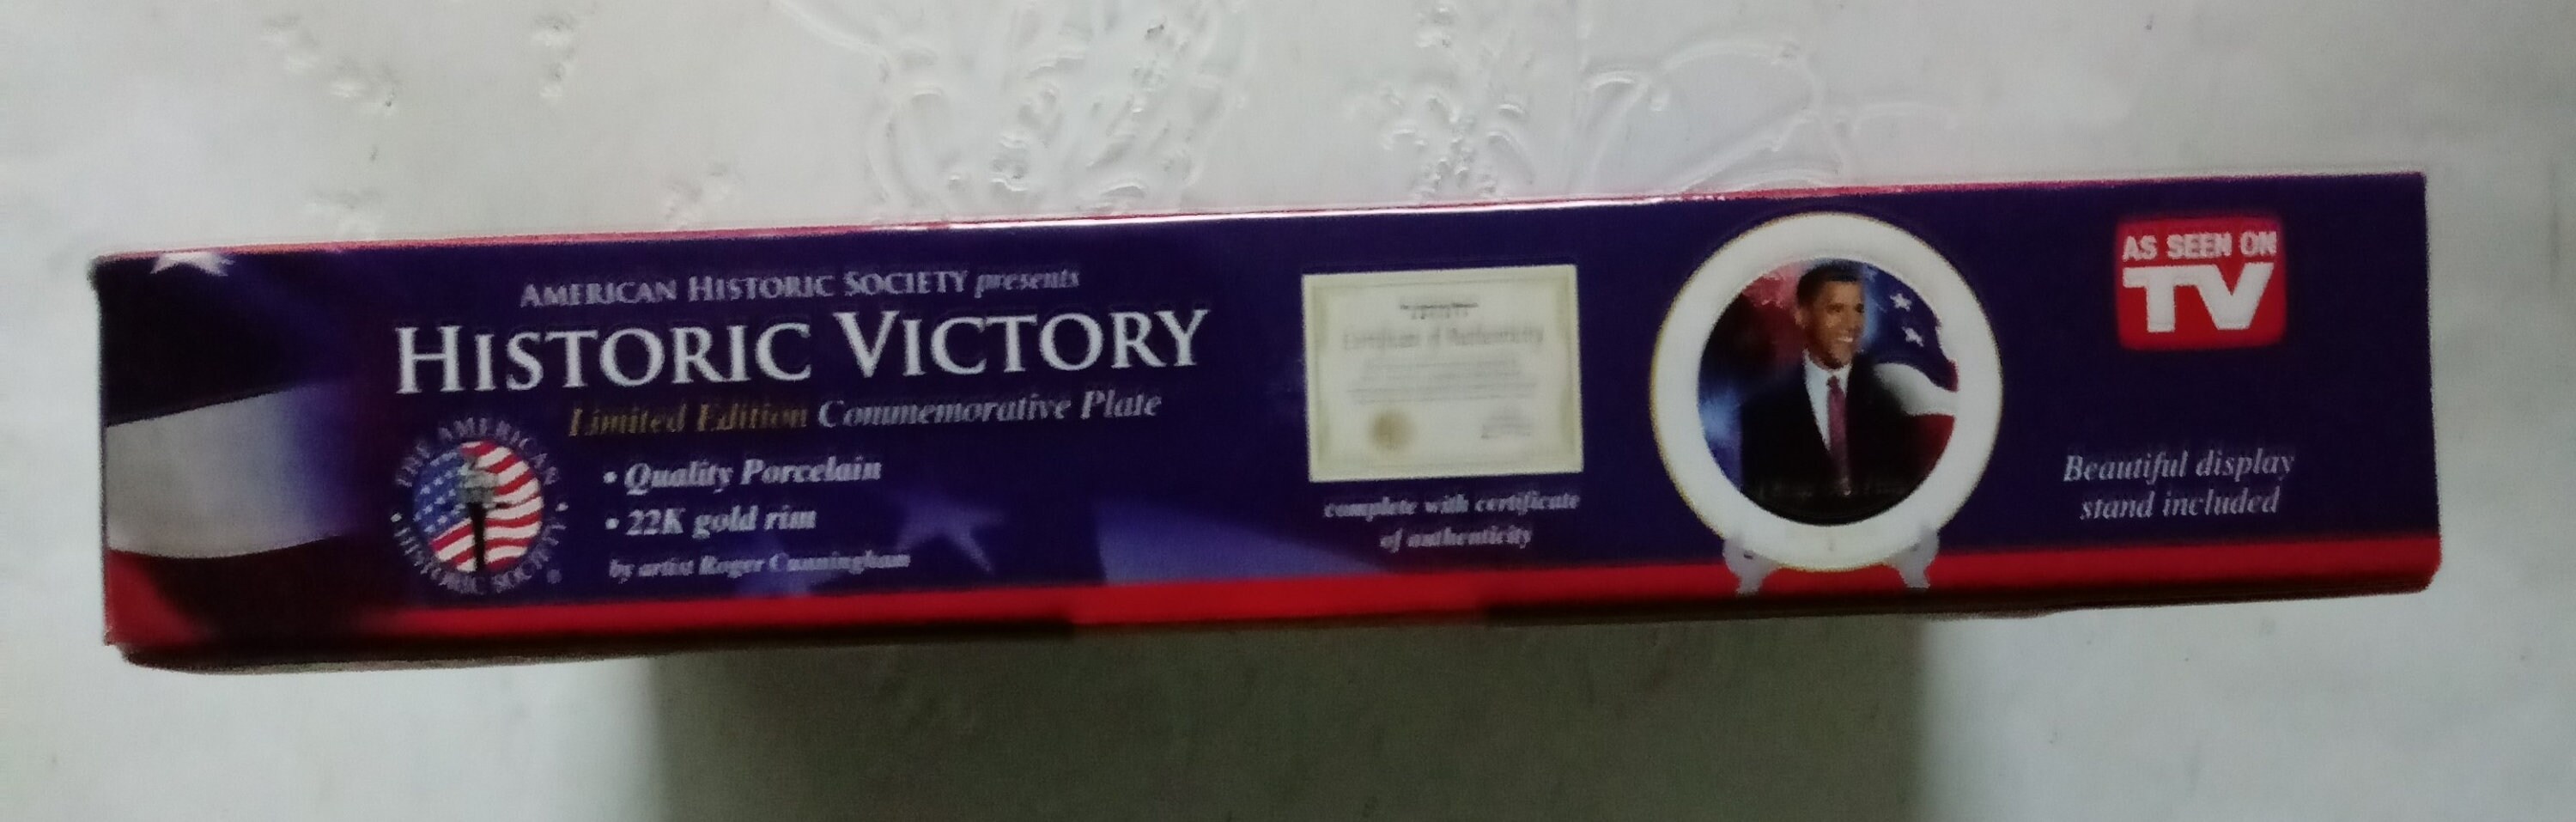 AMERICAN HISTORIC SOCIETY presents
HISTORIC VICTORY
Limited Edition Commemorative Plate
THE AMERICAN HISTORIC SOCIETY ®
• Quality Porcelain
• 22K gold rim
by artist Roger Cunningham
Certificate of Authenticity
complete with certificate
of authenticity
AS SEEN ON
TV
Beautiful display
stand included